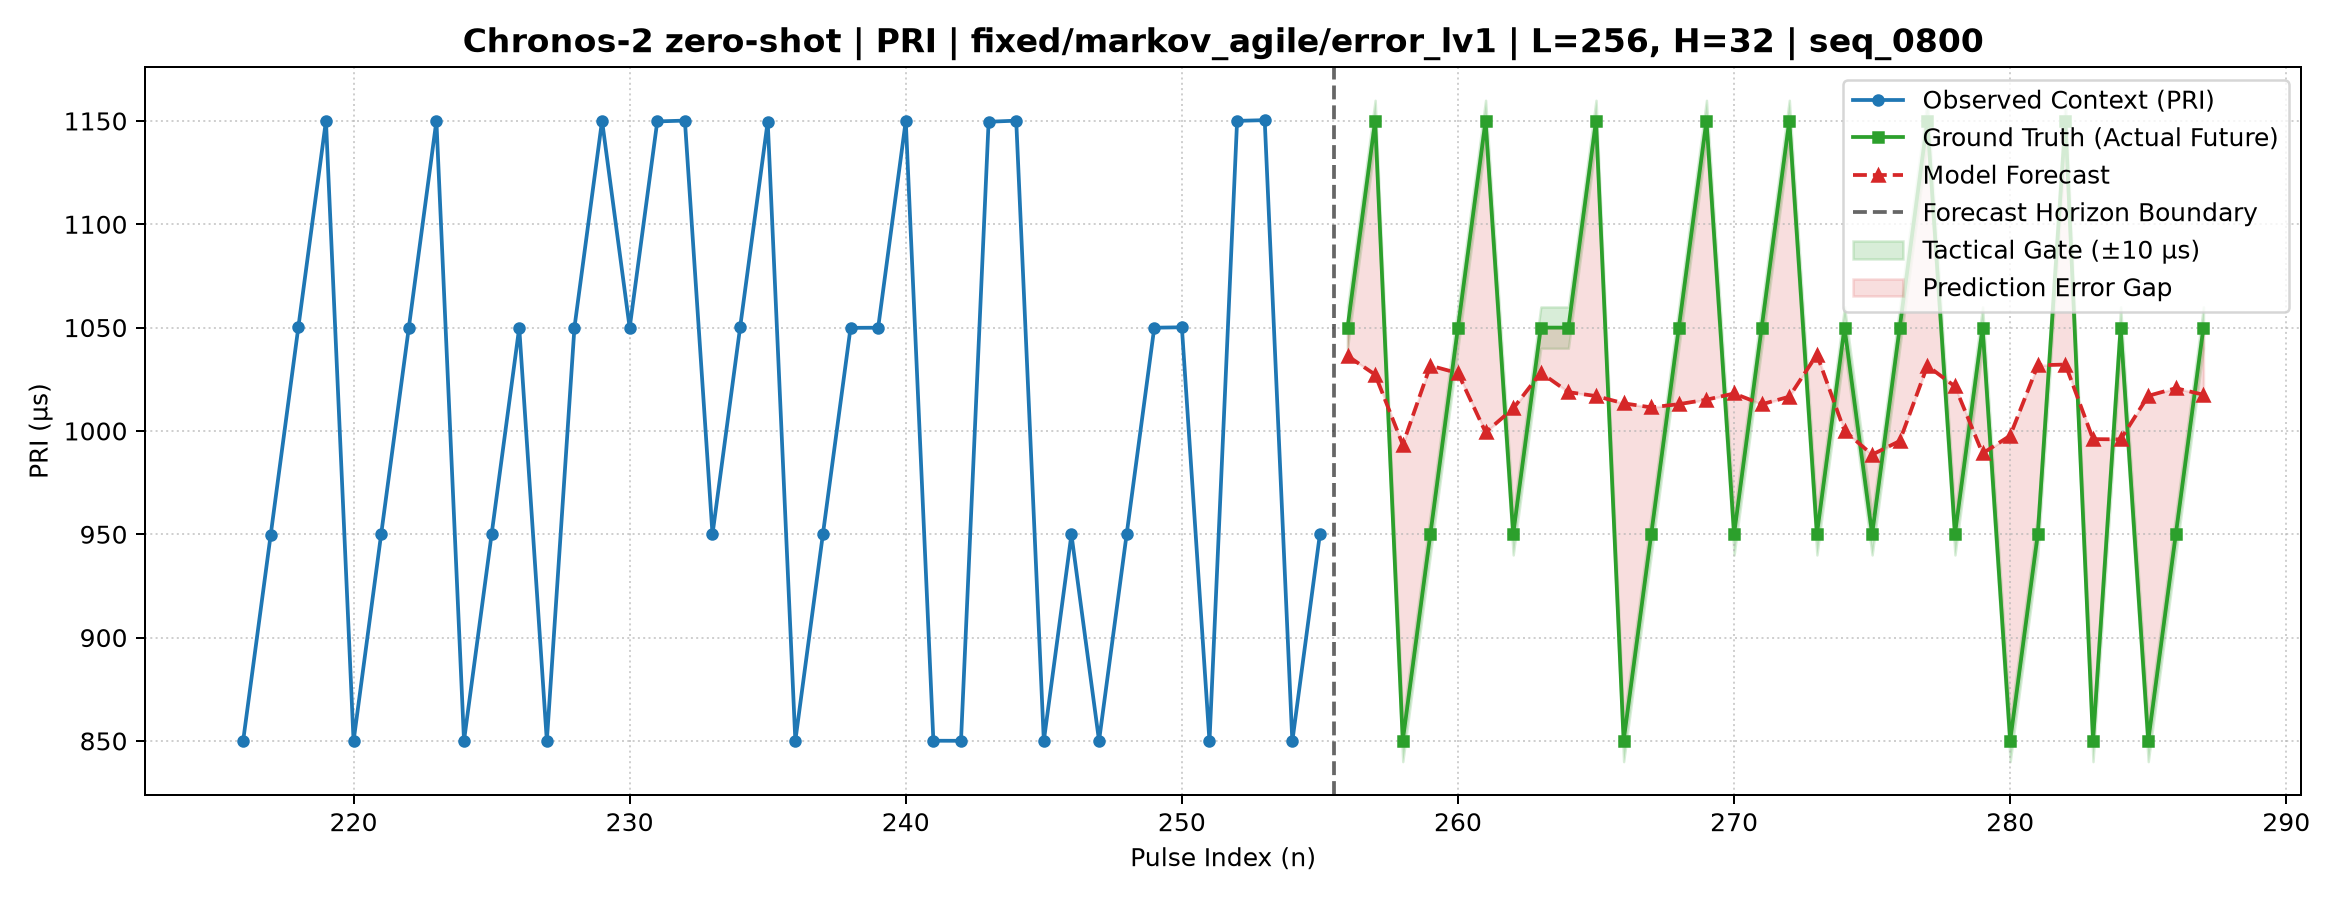 Chronos-2 zero-shot | PRI | fixed/markov_agile/error_lv1 | L=256, H=32 | seq_0800
PRI (µs)
1150
1100
1050
1000
950
900
850
Observed Context (PRI)
Ground Truth (Actual Future)
Model Forecast
Forecast Horizon Boundary
Tactical Gate (±10 µs)
Prediction Error Gap
220 230 240 250 260 270 280 290
Pulse Index (n)